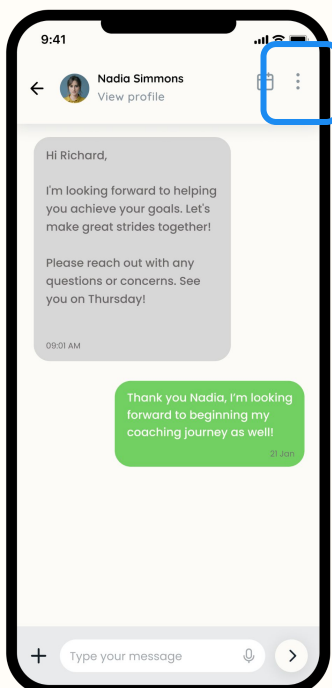 9:41
Nadia Simmons
View profile
Hi Richard,
I'm looking forward to helping
you achieve your goals. Let's
make great strides together!
Please reach out with any
questions or concerns. See
you on Thursday!
09:01 AM
Thank you Nadia, I'm looking
forward to beginning my
coaching journey as well!
21 Jan
Type your message